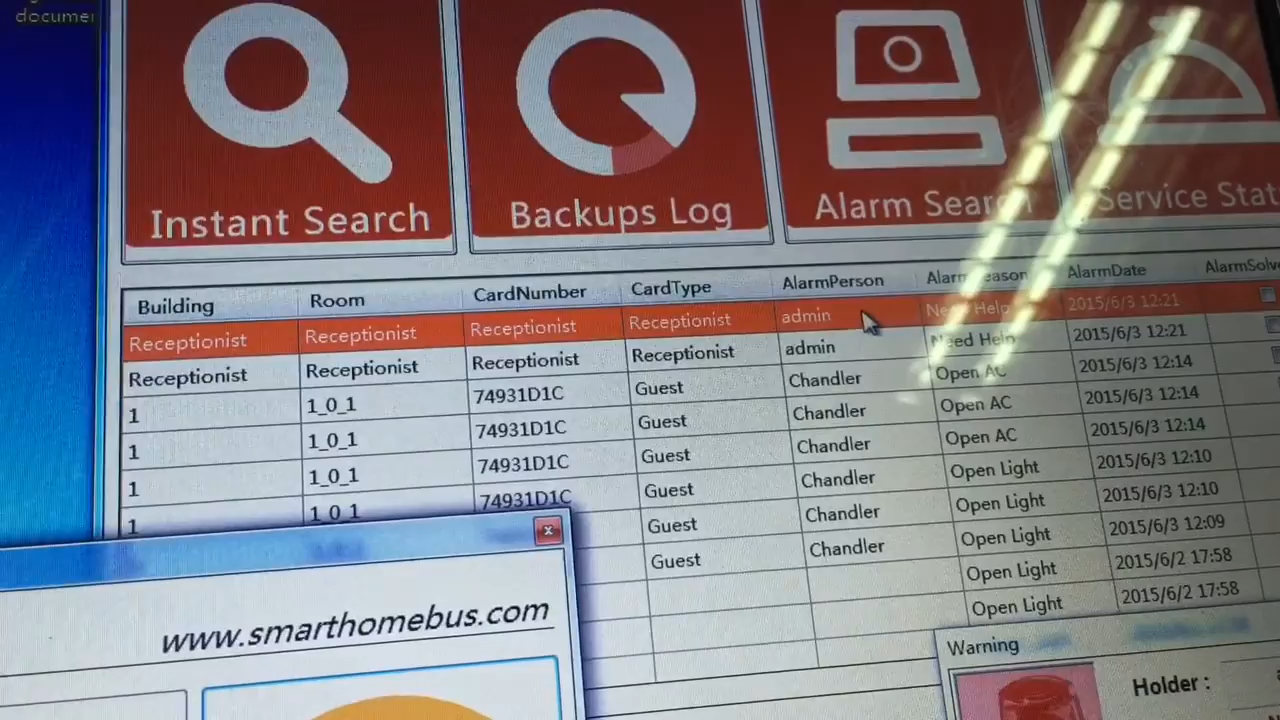 documen
Instant Search
Backups Log
Alarm Search
Service Stat
Building Room CardNumber CardType AlarmPerson AlarmReason AlarmDate AlarmSolve
Receptionist Receptionist Receptionist Receptionist admin Need Help 2015/6/3 12:21
Receptionist Receptionist Receptionist Receptionist admin Need Help 2015/6/3 12:21
1 1_0_1 74931D1C Guest Chandler Open AC 2015/6/3 12:14
1 1_0_1 74931D1C Guest Chandler Open AC 2015/6/3 12:14
1 1_0_1 74931D1C Guest Chandler Open AC 2015/6/3 12:14
1 1_0_1 74931D1C Guest Chandler Open Light 2015/6/3 12:10
Guest Chandler Open Light 2015/6/3 12:10
Guest Chandler Open Light 2015/6/3 12:09
Open Light 2015/6/2 17:58
Open Light 2015/6/2 17:58
www.smarthomebus.com
Warning
Holder :